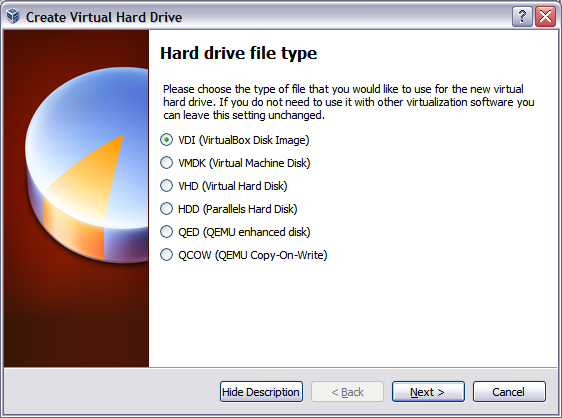 Create Virtual Hard Drive
Hard drive file type
Please choose the type of file that you would like to use for the new virtual
hard drive. If you do not need to use it with other virtualization software you
can leave this setting unchanged.
VDI (VirtualBox Disk Image)
VMDK (Virtual Machine Disk)
VHD (Virtual Hard Disk)
HDD (Parallels Hard Disk)
QED (QEMU enhanced disk)
QCOW (QEMU Copy-On-Write)
Hide Description < Back Next > Cancel